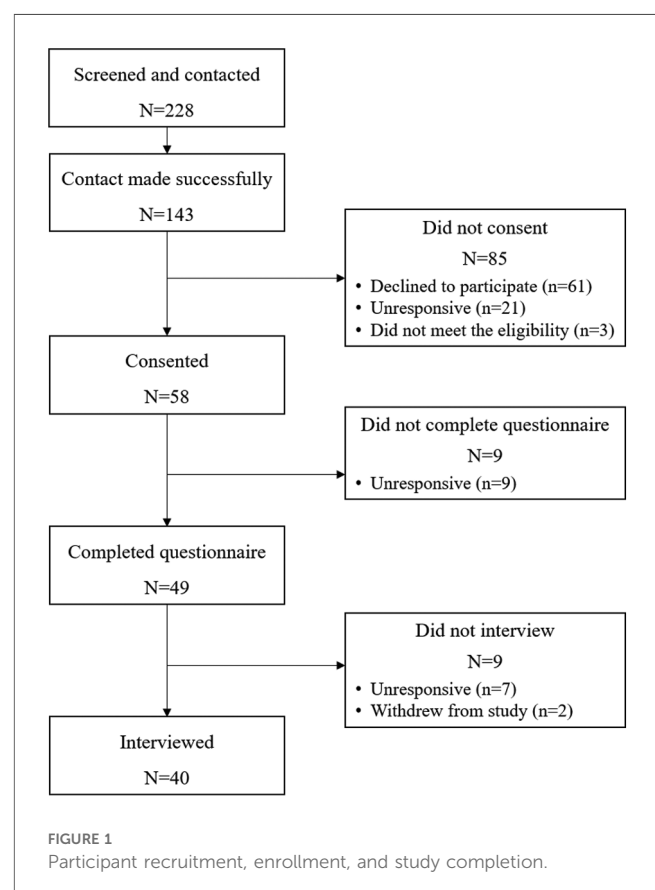 Screened and contacted
N=228
Contact made successfully
N=143
Did not consent
N=85
• Declined to participate (n=61)
• Unresponsive (n=21)
• Did not meet the eligibility (n=3)
Consented
N=58
Did not complete questionnaire
N=9
• Unresponsive (n=9)
Completed questionnaire
N=49
Did not interview
N=9
• Unresponsive (n=7)
• Withdrew from study (n=2)
Interviewed
N=40
FIGURE 1
Participant recruitment, enrollment, and study completion.